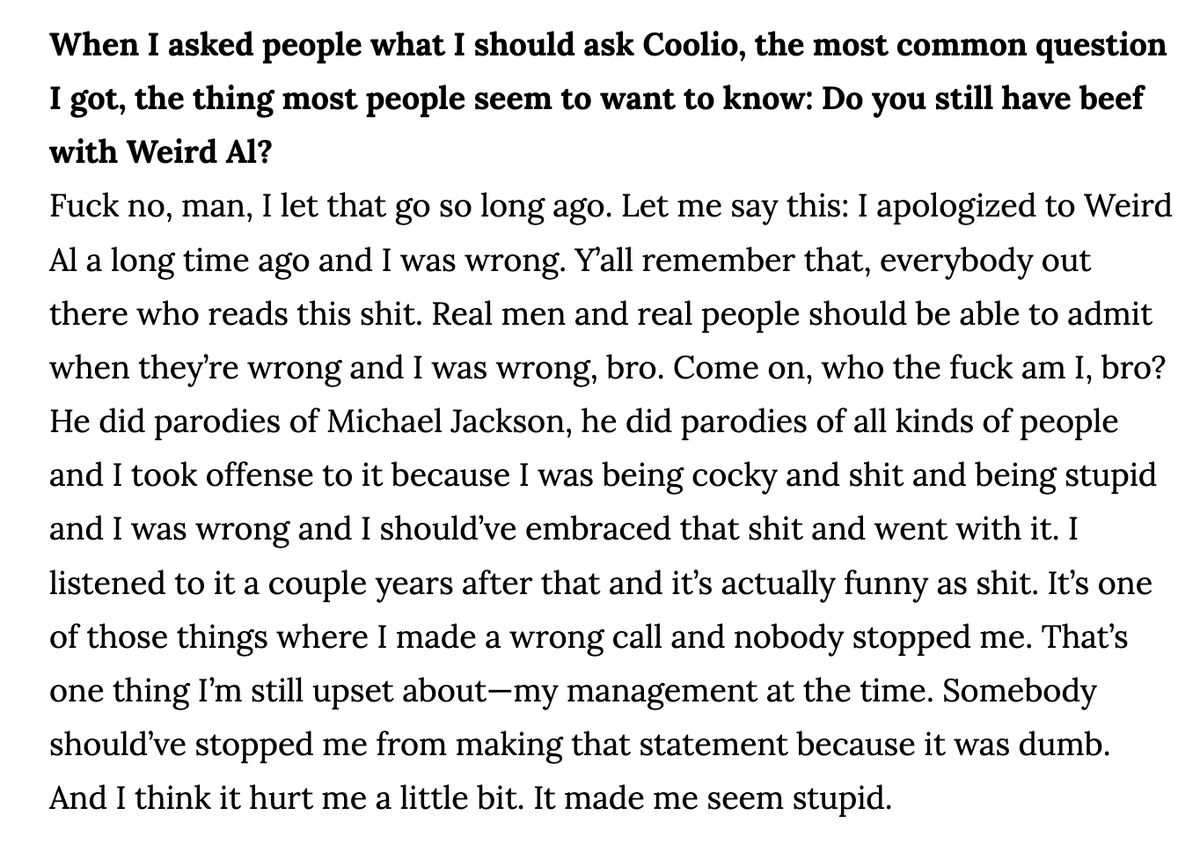 When I asked people what I should ask Coolio, the most common question
I got, the thing most people seem to want to know: Do you still have beef
with Weird Al?
Fuck no, man, I let that go so long ago. Let me say this: I apologized to Weird
Al a long time ago and I was wrong. Y’all remember that, everybody out
there who reads this shit. Real men and real people should be able to admit
when they’re wrong and I was wrong, bro. Come on, who the fuck am I, bro?
He did parodies of Michael Jackson, he did parodies of all kinds of people
and I took offense to it because I was being cocky and shit and being stupid
and I was wrong and I should’ve embraced that shit and went with it. I
listened to it a couple years after that and it’s actually funny as shit. It’s one
of those things where I made a wrong call and nobody stopped me. That’s
one thing I’m still upset about—my management at the time. Somebody
should’ve stopped me from making that statement because it was dumb.
And I think it hurt me a little bit. It made me seem stupid.